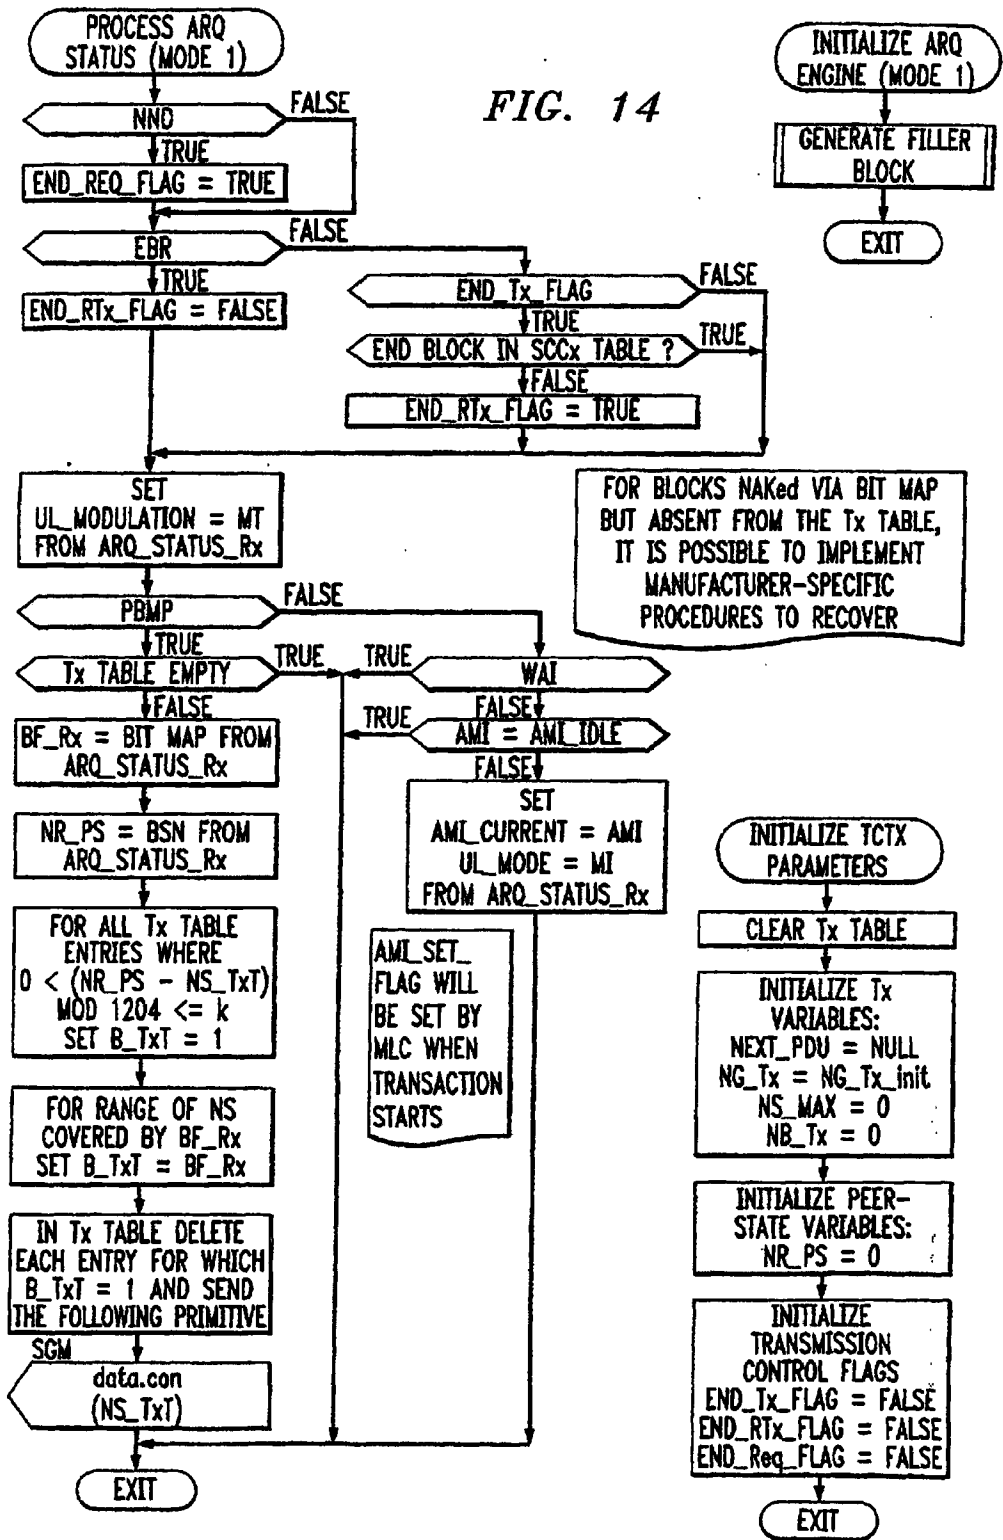 PROCESS ARQ
STATUS (MODE 1)
NND
FALSE
TRUE
END_REQ_FLAG = TRUE
EBR
FALSE
TRUE
END_RTx_FLAG = FALSE
END_Tx_FLAG
FALSE
TRUE
END BLOCK IN SCCx TABLE ?
TRUE
FALSE
END_RTx_FLAG = TRUE
SET
UL_MODULATION = MT
FROM ARQ_STATUS_Rx
PBMP
FALSE
TRUE
Tx TABLE EMPTY
TRUE
FALSE
TRUE
WAI
FALSE
TRUE
AMI = AMI_IDLE
FALSE
BF_Rx = BIT MAP FROM
ARQ_STATUS_Rx
NR_PS = BSN FROM
ARQ_STATUS_Rx
FOR ALL Tx TABLE
ENTRIES WHERE
0 < (NR_PS – NS_TxT)
MOD 1204 <= k
SET B_TxT = 1
FOR RANGE OF NS
COVERED BY BF_Rx
SET B_TxT = BF_Rx
IN Tx TABLE DELETE
EACH ENTRY FOR WHICH
B_TxT = 1 AND SEND
THE FOLLOWING PRIMITIVE
SGM
data.con
(NS_TxT)
EXIT
SET
AMI_CURRENT = AMI
UL_MODE = MI
FROM ARQ_STATUS_Rx
AMI_SET_
FLAG WILL
BE SET BY
MLC WHEN
TRANSACTION
STARTS
FIG. 14
INITIALIZE ARQ
ENGINE (MODE 1)
GENERATE FILLER
BLOCK
EXIT
FOR BLOCKS NAKed VIA BIT MAP
BUT ABSENT FROM THE Tx TABLE,
IT IS POSSIBLE TO IMPLEMENT
MANUFACTURER-SPECIFIC
PROCEDURES TO RECOVER
INITIALIZE TCTX
PARAMETERS
CLEAR Tx TABLE
INITIALIZE Tx
VARIABLES:
NEXT_PDU = NULL
NG_Tx = NG_Tx_init
NS_MAX = 0
NB_Tx = 0
INITIALIZE PEER-
STATE VARIABLES:
NR_PS = 0
INITIALIZE
TRANSMISSION
CONTROL FLAGS
END_Tx_FLAG = FALSE
END_RTx_FLAG = FALSE
END_Req_FLAG = FALSE
EXIT